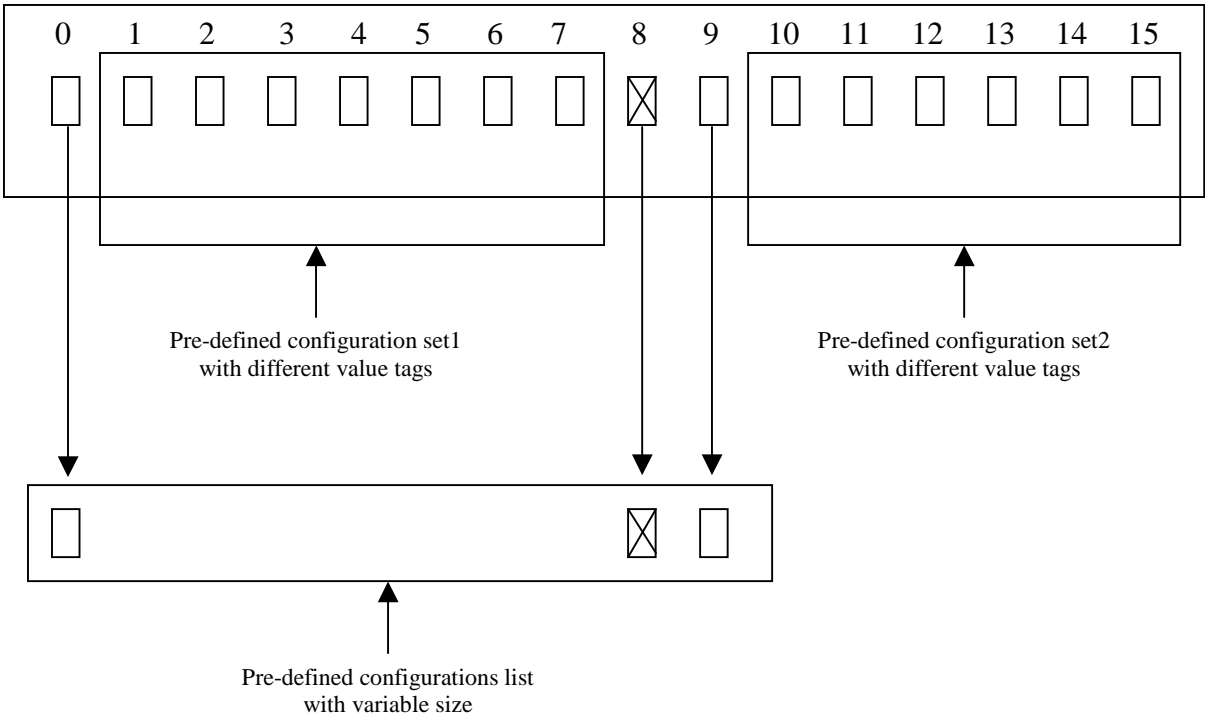 0 1 2 3 4 5 6 7 8 9 10 11 12 13 14 15
Pre-defined configuration set1
with different value tags
Pre-defined configuration set2
with different value tags
Pre-defined configurations list
with variable size